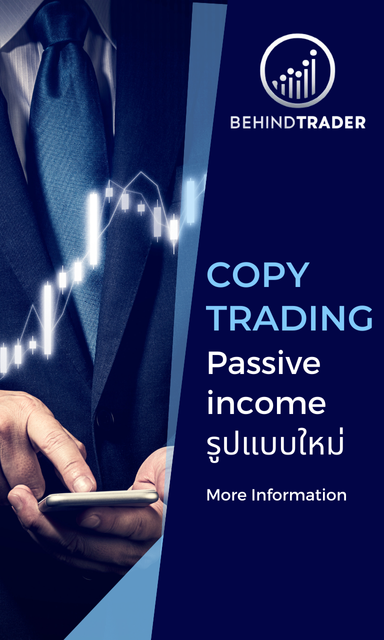 BEHINDTRADER
COPY
TRADING
Passive
income
รูปแบบใหม่
More Information